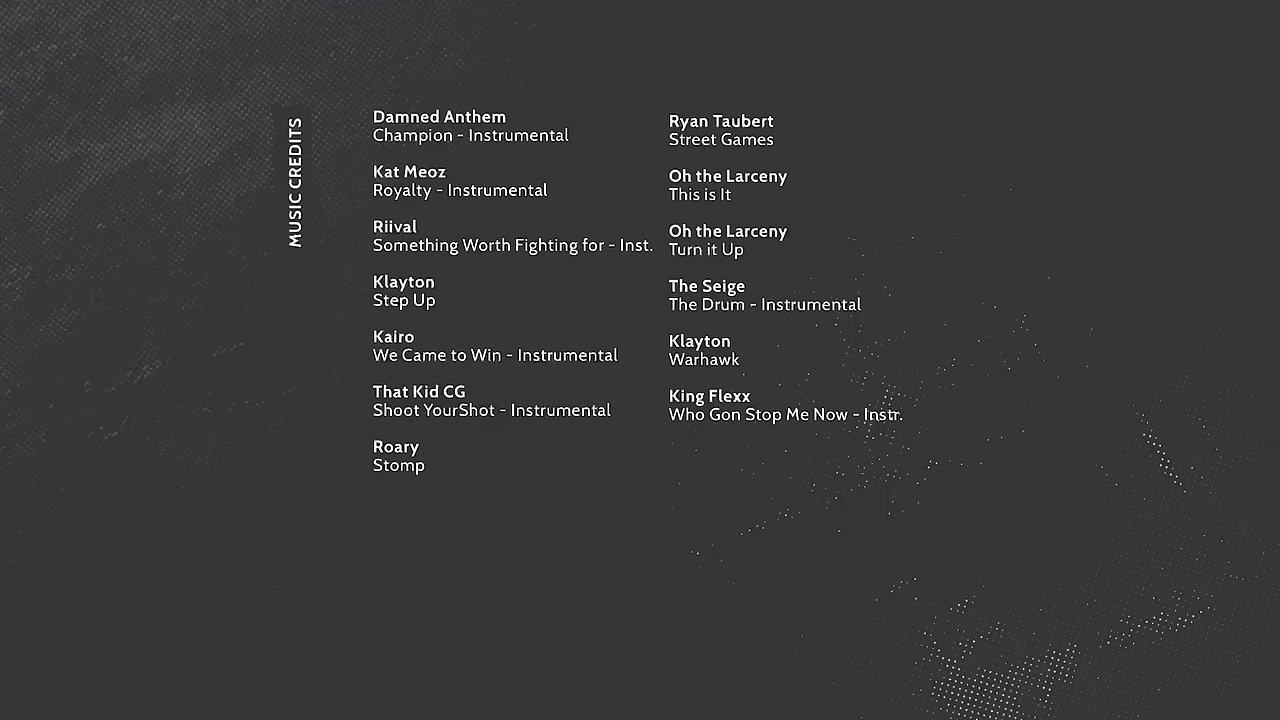 MUSIC CREDITS
Damned Anthem
Champion - Instrumental
Kat Meoz
Royalty - Instrumental
Riival
Something Worth Fighting for - Inst.
Klayton
Step Up
Kairo
We Came to Win - Instrumental
That Kid CG
Shoot YourShot - Instrumental
Roary
Stomp
Ryan Taubert
Street Games
Oh the Larceny
This is It
Oh the Larceny
Turn it Up
The Seige
The Drum - Instrumental
Klayton
Warhawk
King Flexx
Who Gon Stop Me Now - Instr.